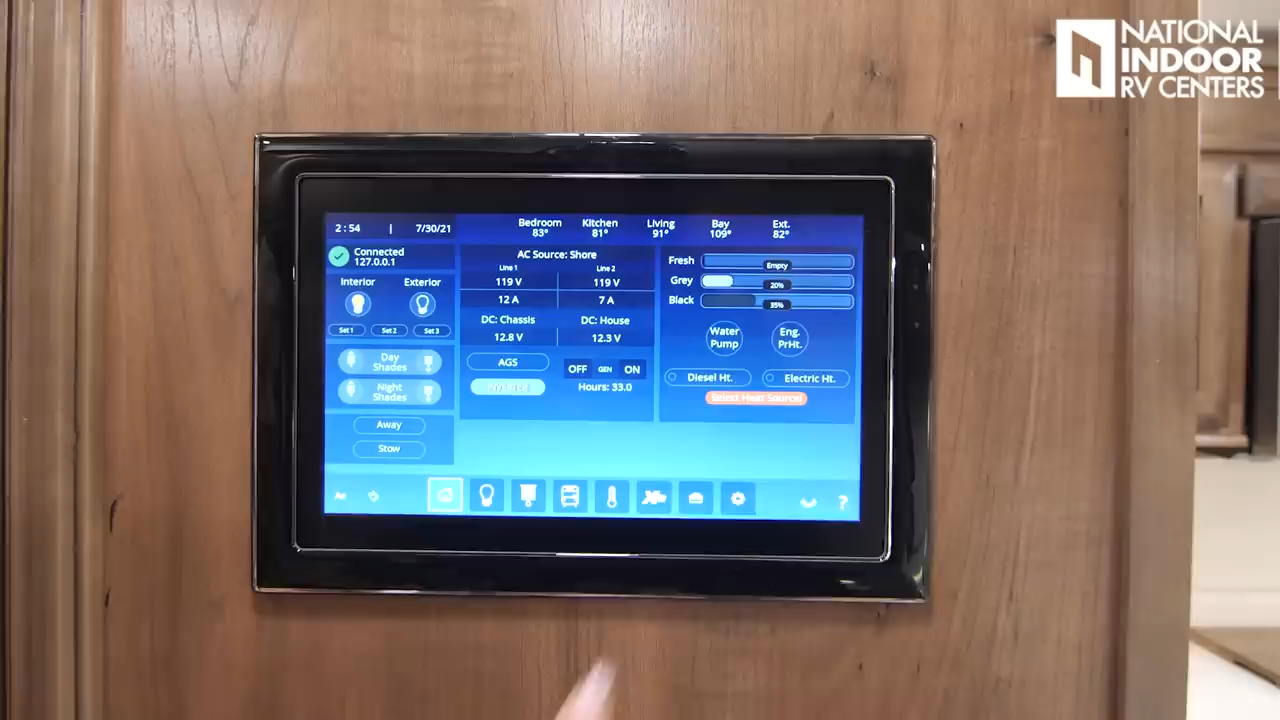 NATIONAL
INDOOR
RV CENTERS
2:54 | 7/30/21
Bedroom Kitchen Living Bay Ext.
83° 81° 91° 109° 82°
Connected
127.0.0.1
Interior Exterior
Set 1 Set 2 Set 3
Day
Shades
Night
Shades
Away
Stow
AC Source: Shore
Line 1 Line 2
119 V 119 V
12 A 7 A
DC: Chassis DC: House
12.8 V 12.3 V
AGS
OFF GEN ON
INVERTER
Hours: 33.0
Fresh Empty
Grey 20%
Black 35%
Water
Pump
Eng.
PrHt.
Diesel Ht. Electric Ht.
Select Heat Source!
?